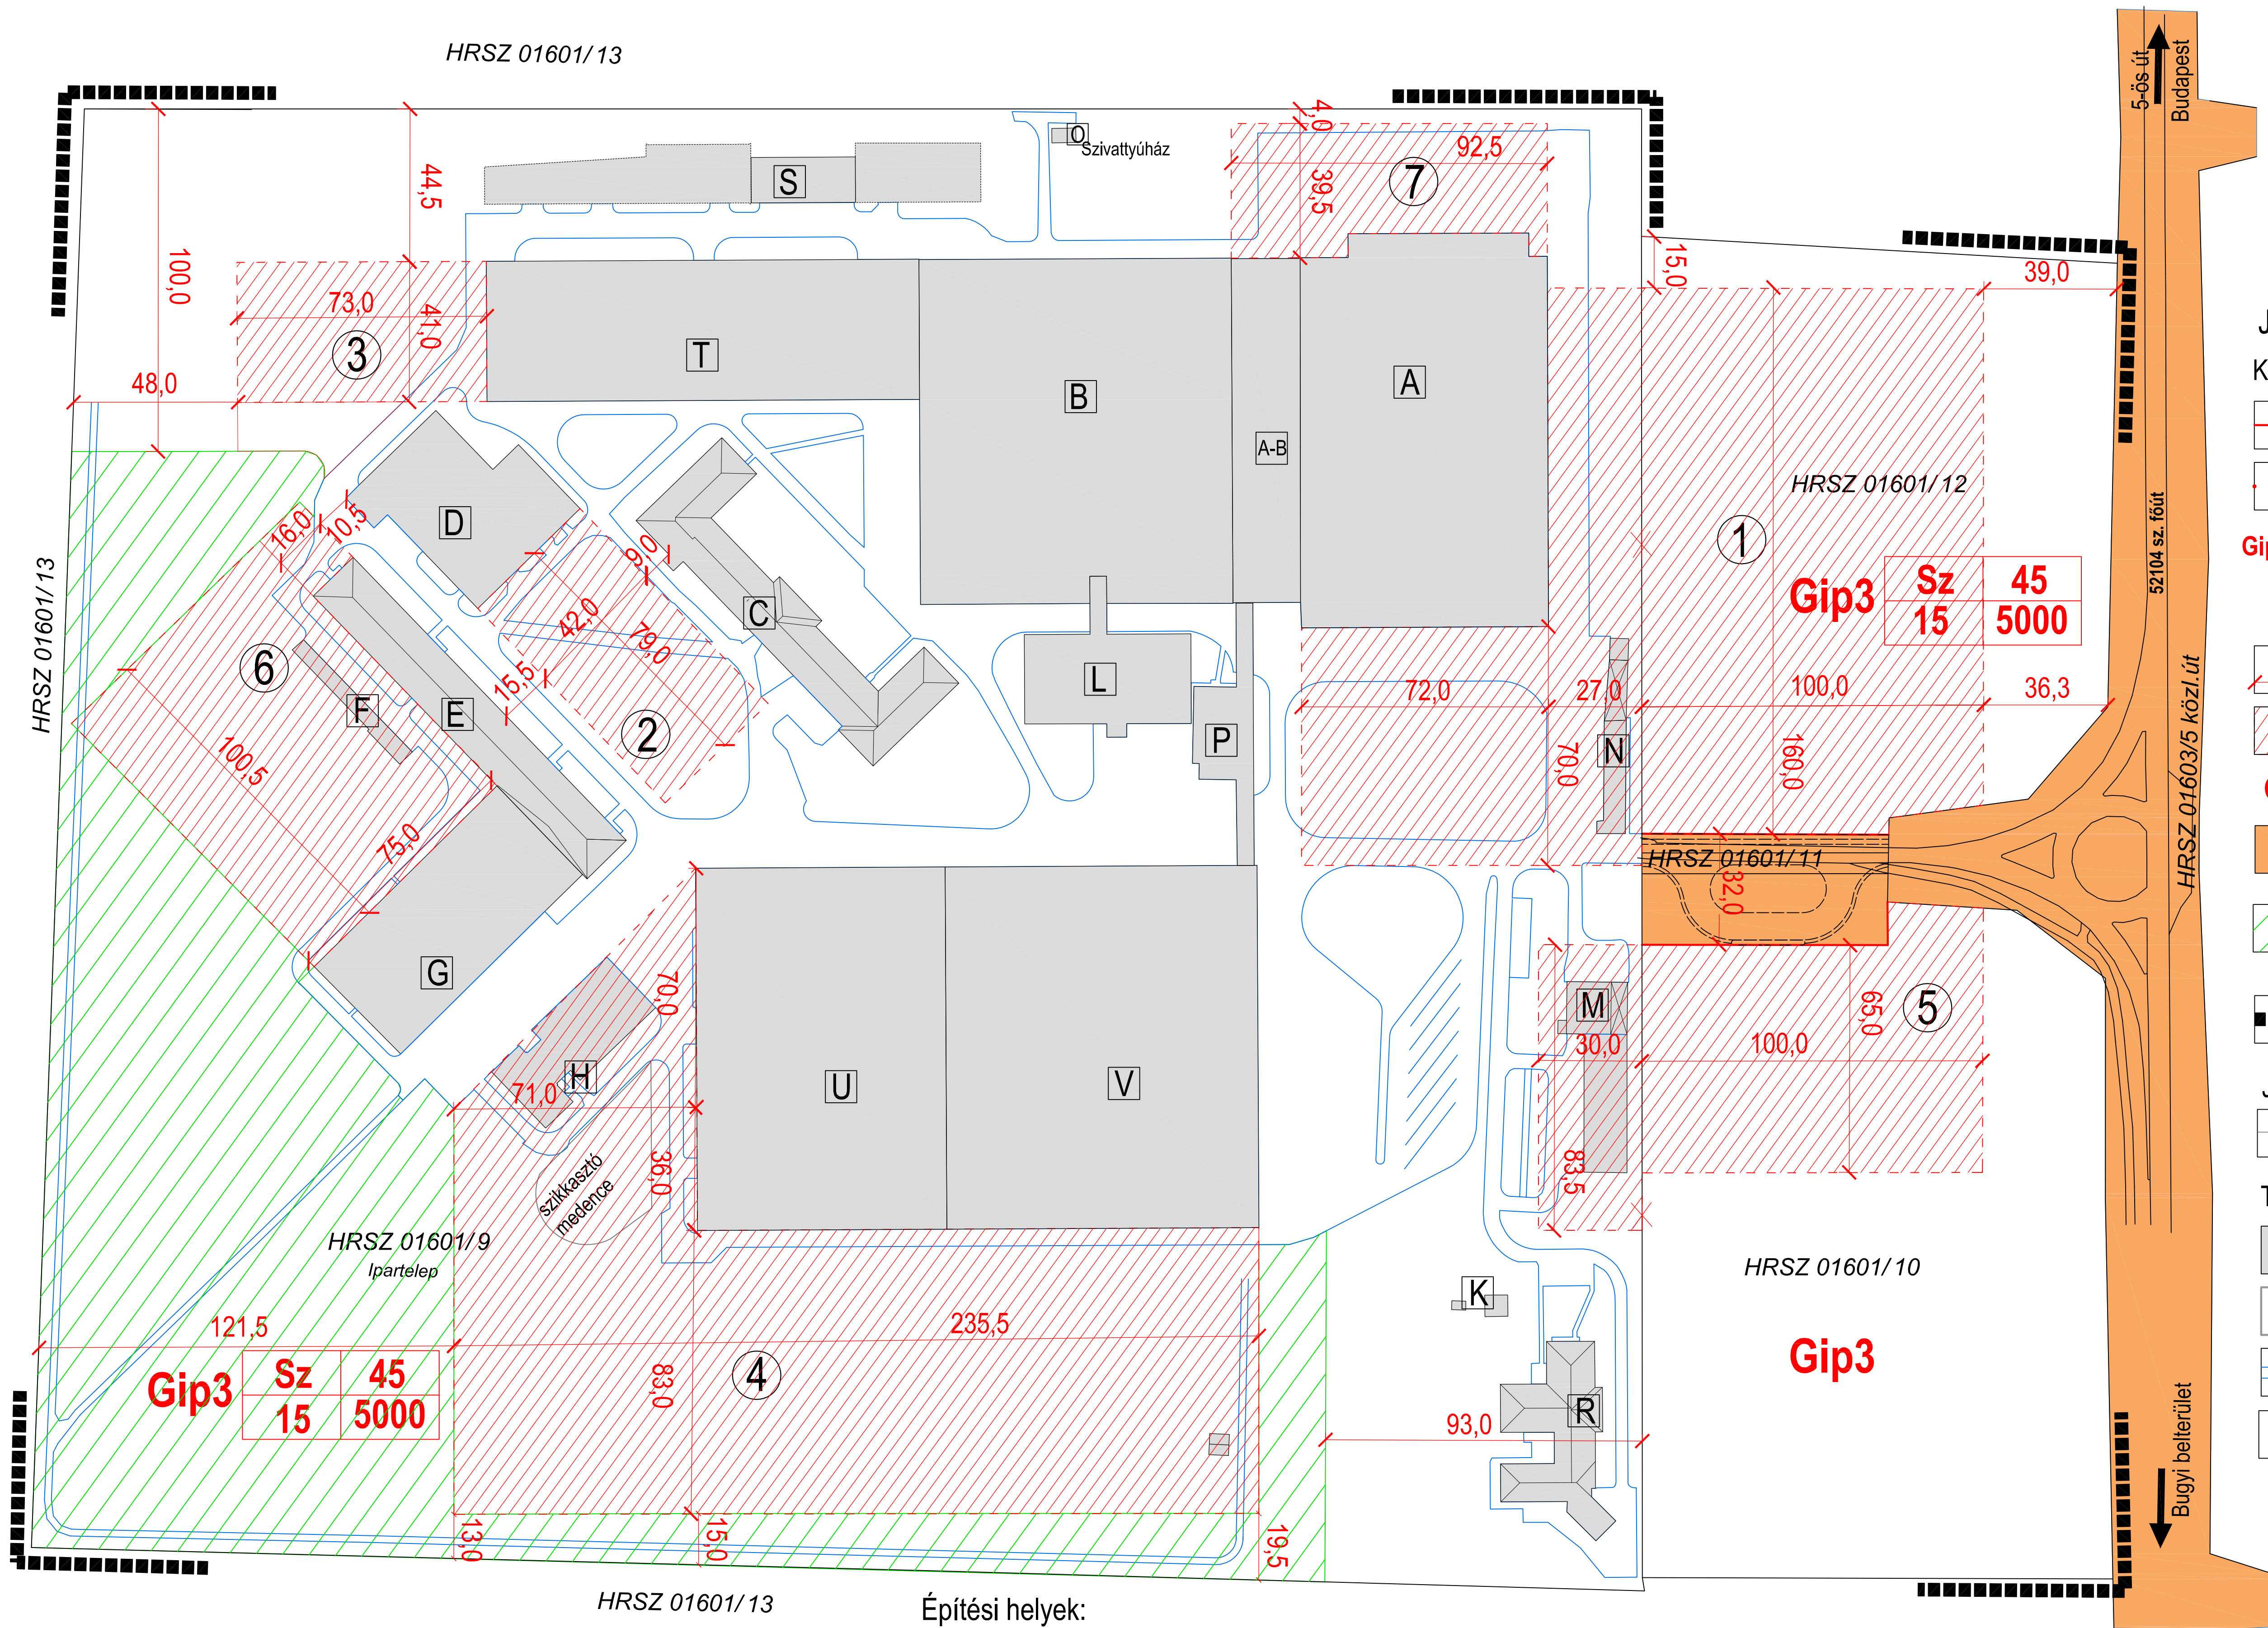 HRSZ 01601/13
5-ös út
Budapest
4,0
92,5
O
Szivattyúház
44,5
S
39,5
7
100,0
15,0
39,0
73,0
41,0
3
T
48,0
B
A
A-B
HRSZ 01601/12
J
K
16,0
10,5
D
9,0
1
52104 sz. főút
Gip3
Sz
45
15
5000
Gip
HRSZ 01601/13
42,0
79,0
C
6
15,5
F
E
2
L
P
72,0
27,0
100,0
36,3
HRSZ 01603/5 közl.út
70,0
N
160,0
100,5
75,0
HRSZ 01601/11
32,0
G
70,0
M
65,0
5
30,0
100,0
71,0
H
U
V
36,0
szikkasztó
medence
83,5
J
T
HRSZ 01601/9
Ipartelep
HRSZ 01601/10
K
121,5
235,5
Gip3
Sz
45
15
5000
83,0
4
Gip3
93,0
R
Bugyi belterület
13,0
15,0
19,5
HRSZ 01601/13
Építési helyek: